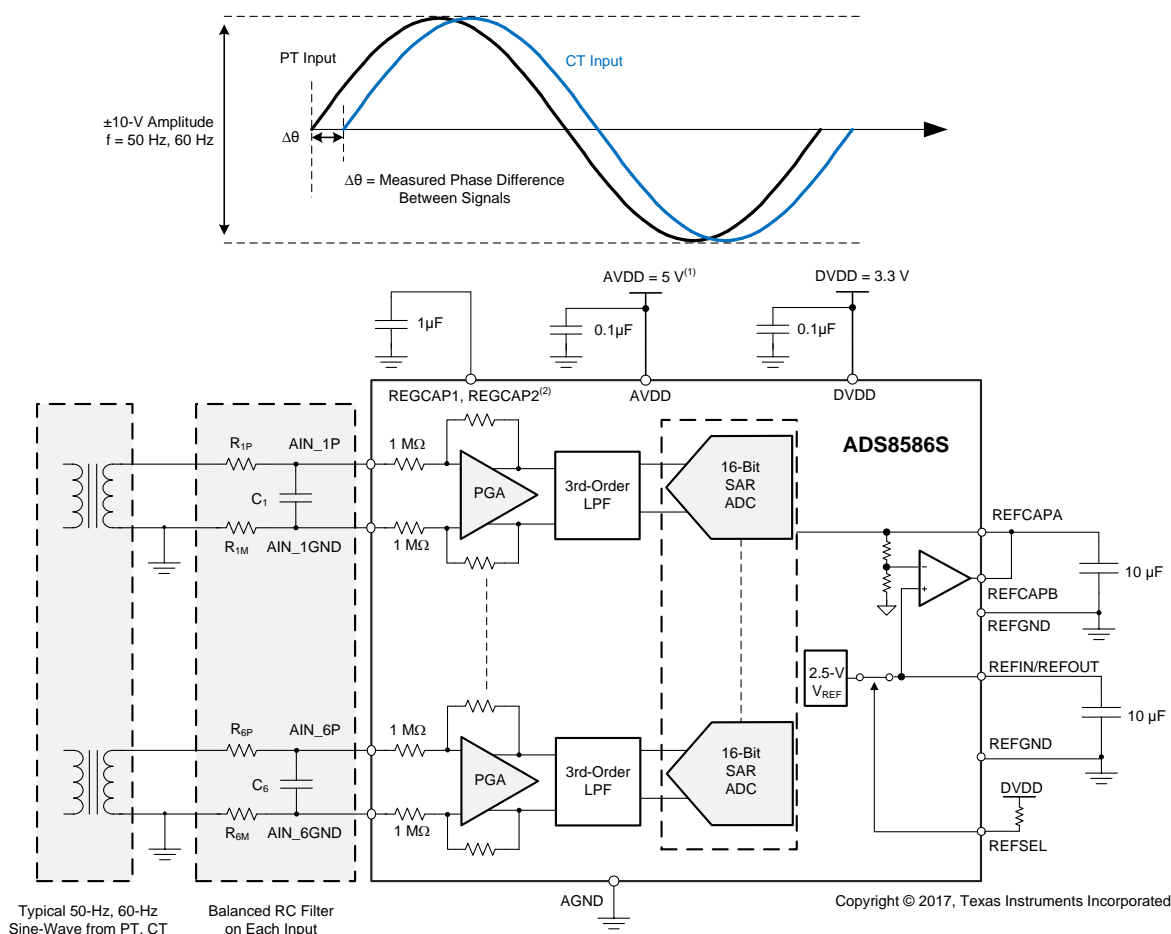 PT Input
CT Input
±10-V Amplitude
f = 50 Hz, 60 Hz
Δθ
Δθ = Measured Phase Difference
Between Signals
AVDD = 5 V(1)
DVDD = 3.3 V
1µF
0.1µF
0.1µF
REGCAP1, REGCAP2(2)
AVDD
DVDD
ADS8586S
R1P
AIN_1P
1 MΩ
C1
PGA
3rd-Order
LPF
16-Bit
SAR
ADC
R1M
AIN_1GND
1 MΩ
REFCAPA
10 µF
REFCAPB
REFGND
2.5-V
VREF
REFIN/REFOUT
10 µF
REFGND
R6P
AIN_6P
1 MΩ
C6
PGA
3rd-Order
LPF
16-Bit
SAR
ADC
R6M
AIN_6GND
1 MΩ
DVDD
REFSEL
AGND
Copyright © 2017, Texas Instruments Incorporated
Typical 50-Hz, 60-Hz
Sine-Wave from PT, CT
Balanced RC Filter
on Each Input